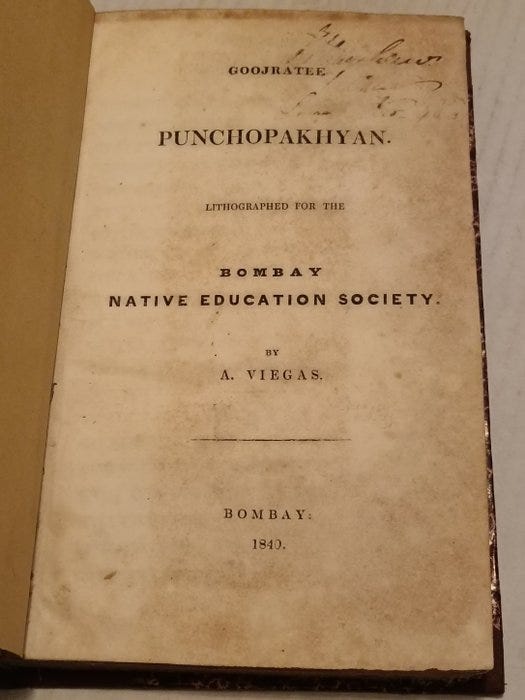 GOOJRATEE
PUNCHOPAKHYAN.
LITHOGRAPHED FOR THE
BOMBAY
NATIVE EDUCATION SOCIETY.
BY
A. VIEGAS.
BOMBAY:
1840.